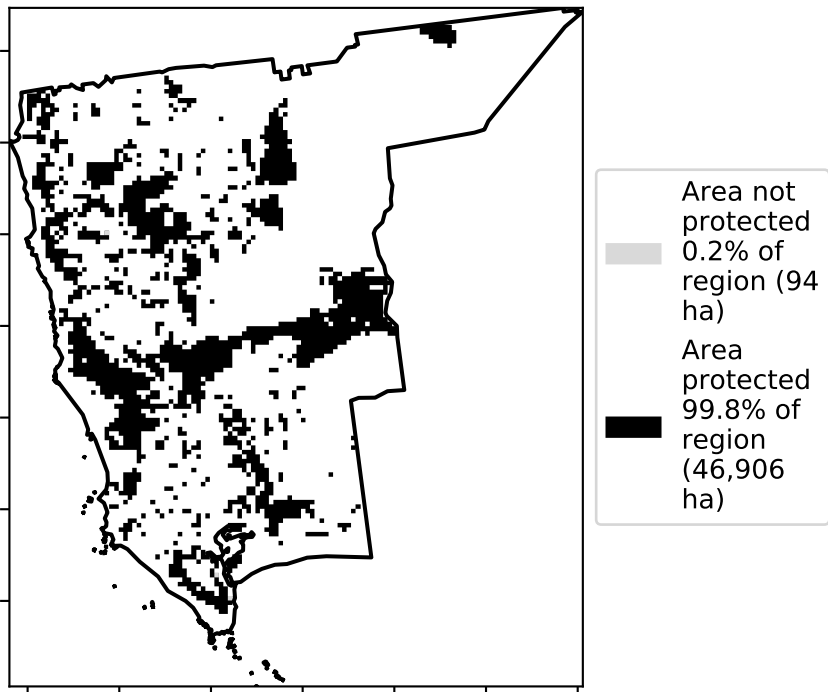 Area not
protected
0.2% of
region (94
ha)
Area
protected
99.8% of
region
(46,906
ha)